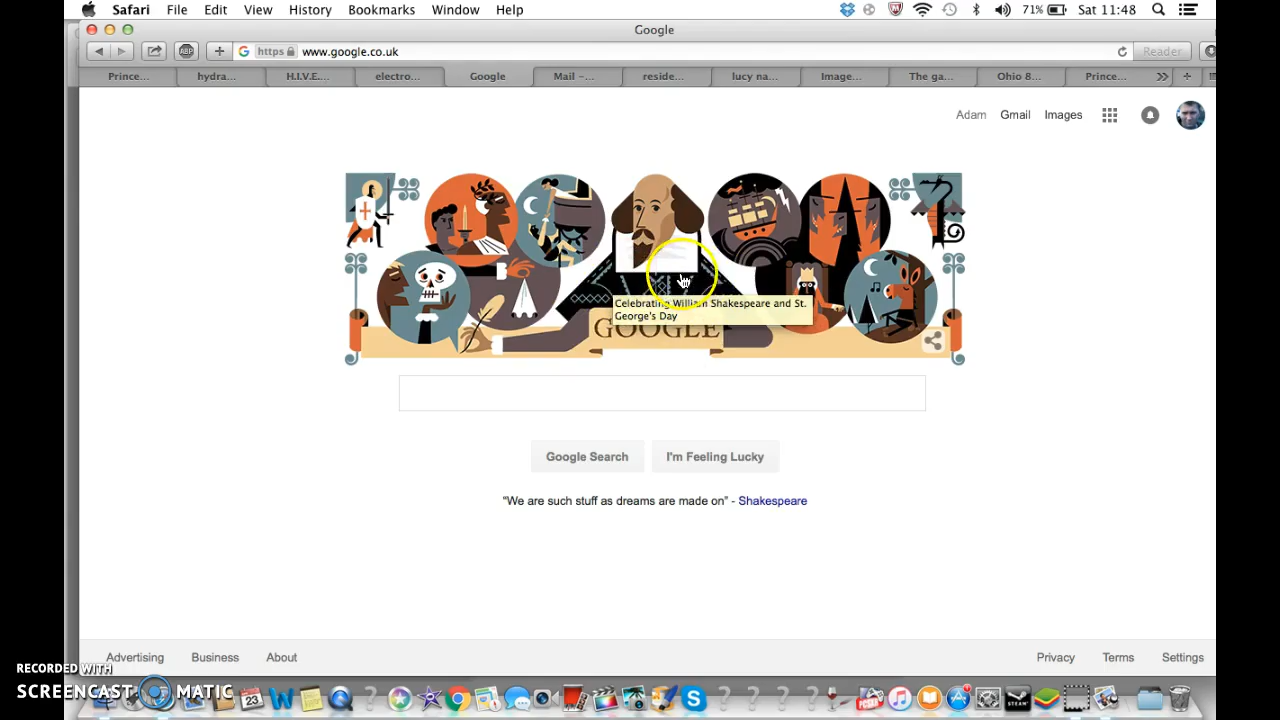 Safari File Edit View History Bookmarks Window Help 71% Sat 11:48
Google
ABP https www.google.co.uk Reader
Prince... hydra... H.I.V.E... electro... Google Mail –... reside... lucy na... Image... The ga... Ohio 8... Prince...
Adam Gmail Images
Celebrating William Shakespeare and St.
George's Day
GOOGLE
Google Search I'm Feeling Lucky
"We are such stuff as dreams are made on" - Shakespeare
Advertising Business About Privacy Terms Settings
RECORDED WITH
SCREENCAST MATIC
23
STEAM